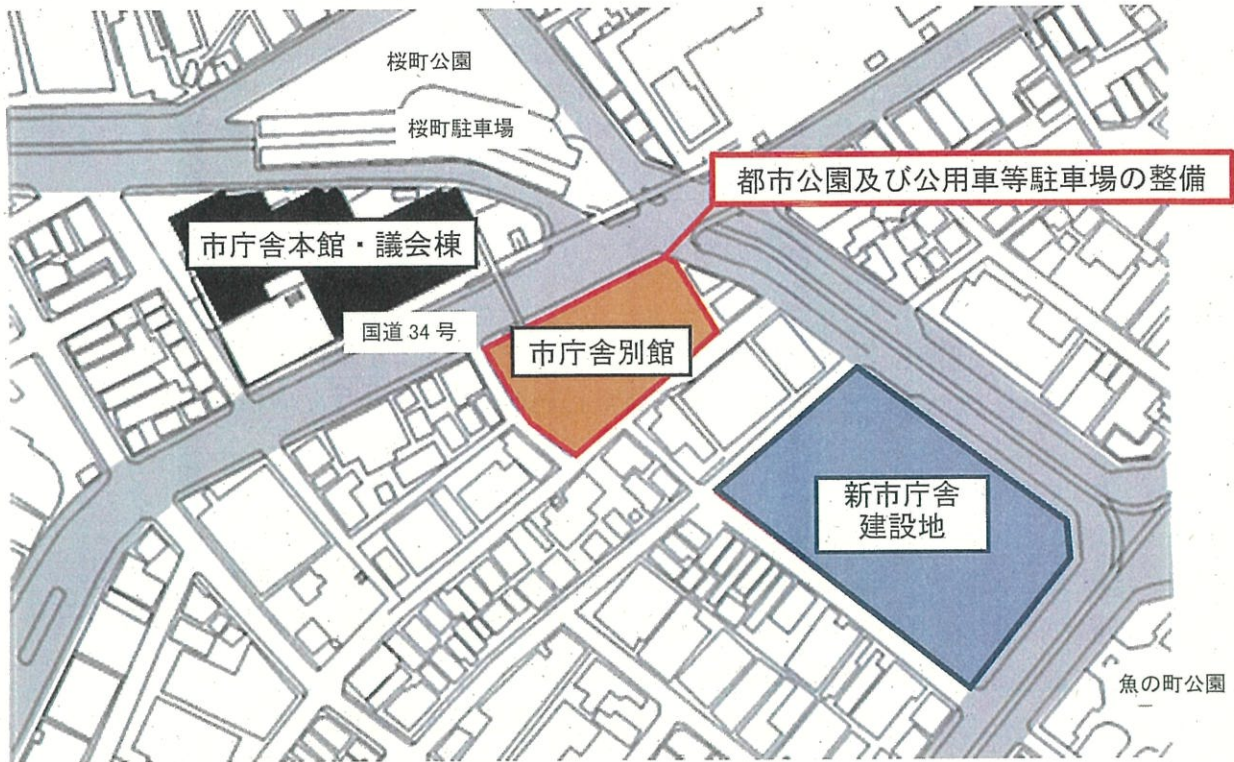 桜町公園
桜町駐車場
都市公園及び公用車等駐車場の整備
市庁舎本館・議会棟
国道34号
市庁舎別館
新市庁舎
建設地
魚の町公園